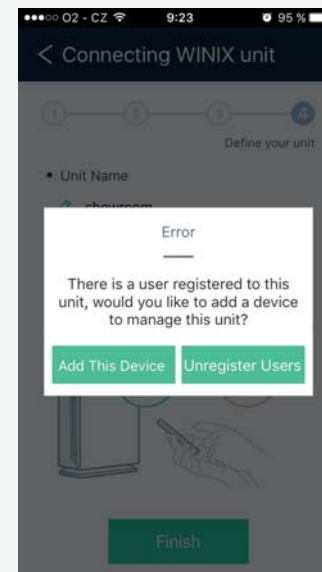 O2 - CZ 9:23 95 %
Connecting WINIX unit
1 2 3 4
Define your unit
• Unit Name
showroom
Error
There is a user registered to this
unit, would you like to add a device
to manage this unit?
Add This Device Unregister Users
Finish